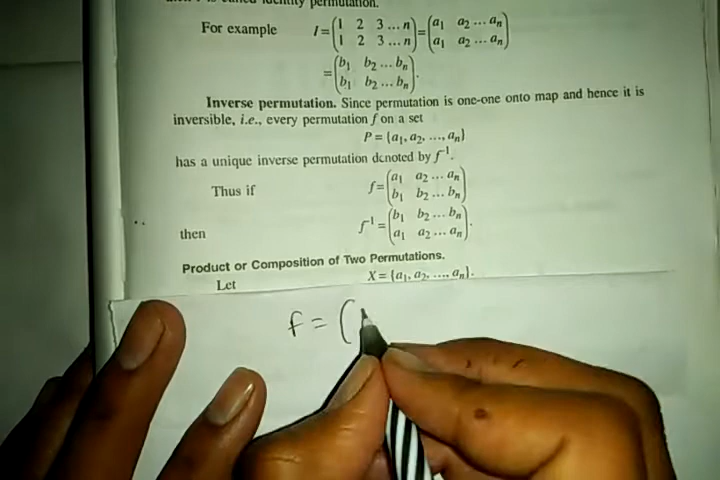 identity permutation.
For example I = (1 2 3 ... n / 1 2 3 ... n) = (a₁ a₂ ... aₙ / a₁ a₂ ... aₙ)
= (b₁ b₂ ... bₙ / b₁ b₂ ... bₙ).
Inverse permutation. Since permutation is one-one onto map and hence it is
inversible, i.e., every permutation f on a set
P = {a₁, a₂, ..., aₙ}
has a unique inverse permutation denoted by f⁻¹.
Thus if f = (a₁ a₂ ... aₙ / b₁ b₂ ... bₙ)
then f⁻¹ = (b₁ b₂ ... bₙ / a₁ a₂ ... aₙ).
Product or Composition of Two Permutations.
Let X = {a₁, a₂, ...., aₙ}.
f = (